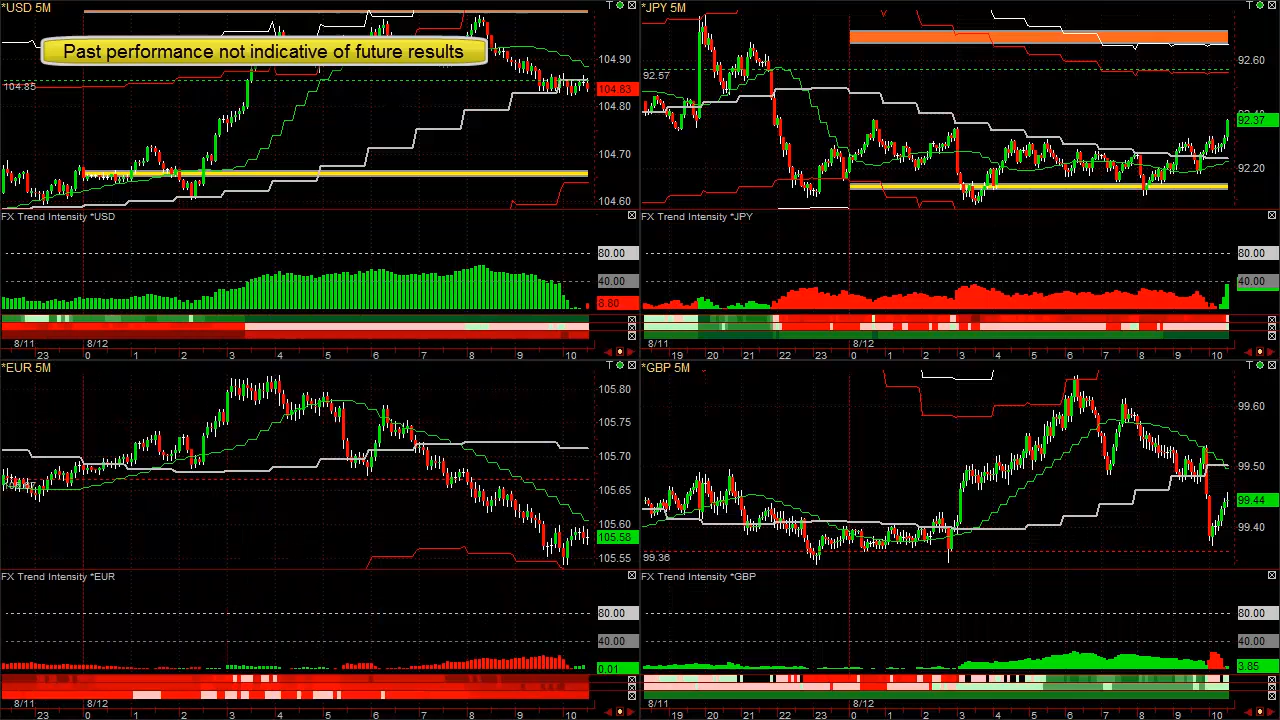 *USD 5M
T
Past performance not indicative of future results
104.85
104.90
104.83
104.80
104.70
104.60
FX Trend Intensity *USD
80.00
40.00
8.80
8/11
8/12
23 0 1 2 3 4 5 6 7 8 9 10
*JPY 5M
T
92.57
92.60
92.37
92.20
FX Trend Intensity *JPY
80.00
40.00
8/11
8/12
19 20 21 22 23 0 1 2 3 4 5 6 7 8 9 10
*EUR 5M
T
105.80
105.75
105.70
105.65
105.60
105.58
105.55
FX Trend Intensity *EUR
80.00
40.00
0.01
8/11
8/12
23 0 1 2 3 4 5 6 7 8 9 10
*GBP 5M
T
99.60
99.50
99.44
99.40
99.36
FX Trend Intensity *GBP
80.00
40.00
3.85
8/11
8/12
19 20 21 22 23 0 1 2 3 4 5 6 7 8 9 10